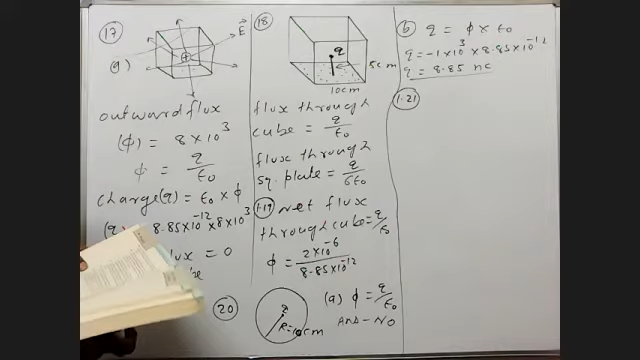 (17)
E
(a)
outward flux
(ϕ) = 8×10³
ϕ = q/ε0
charge(q) = ε0 × ϕ
8.85×10⁻¹² × 8×10³
lux = 0
(18)
q
5cm
10cm
flux through
cube = q/ε0
flux through
sq. plate = q/6ε0
1.19) net flux
through cube = q/ε0
ϕ = 2×10⁻⁶/8.85×10⁻¹²
(20)
q
R=10cm
(a) ϕ = q/ε0
Ans – NO
(b) q = ϕ × ε0
q = -1×10³ × 8.85×10⁻¹²
q = 8.85 nc
(1.21)